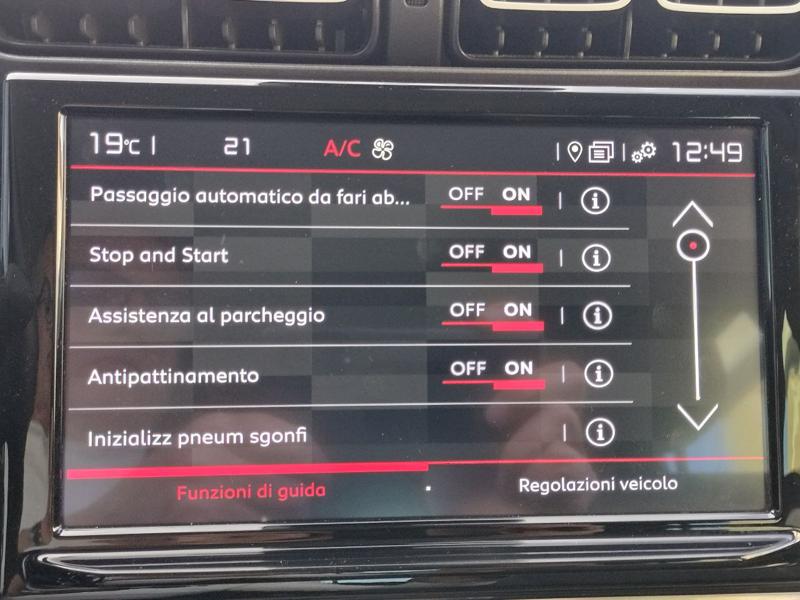 19°C | 21 A/C 12:49
Passaggio automatico da fari ab... OFF ON
Stop and Start OFF ON
Assistenza al parcheggio OFF ON
Antipattinamento OFF ON
Inizializz pneum sgonfi
Funzioni di guida Regolazioni veicolo